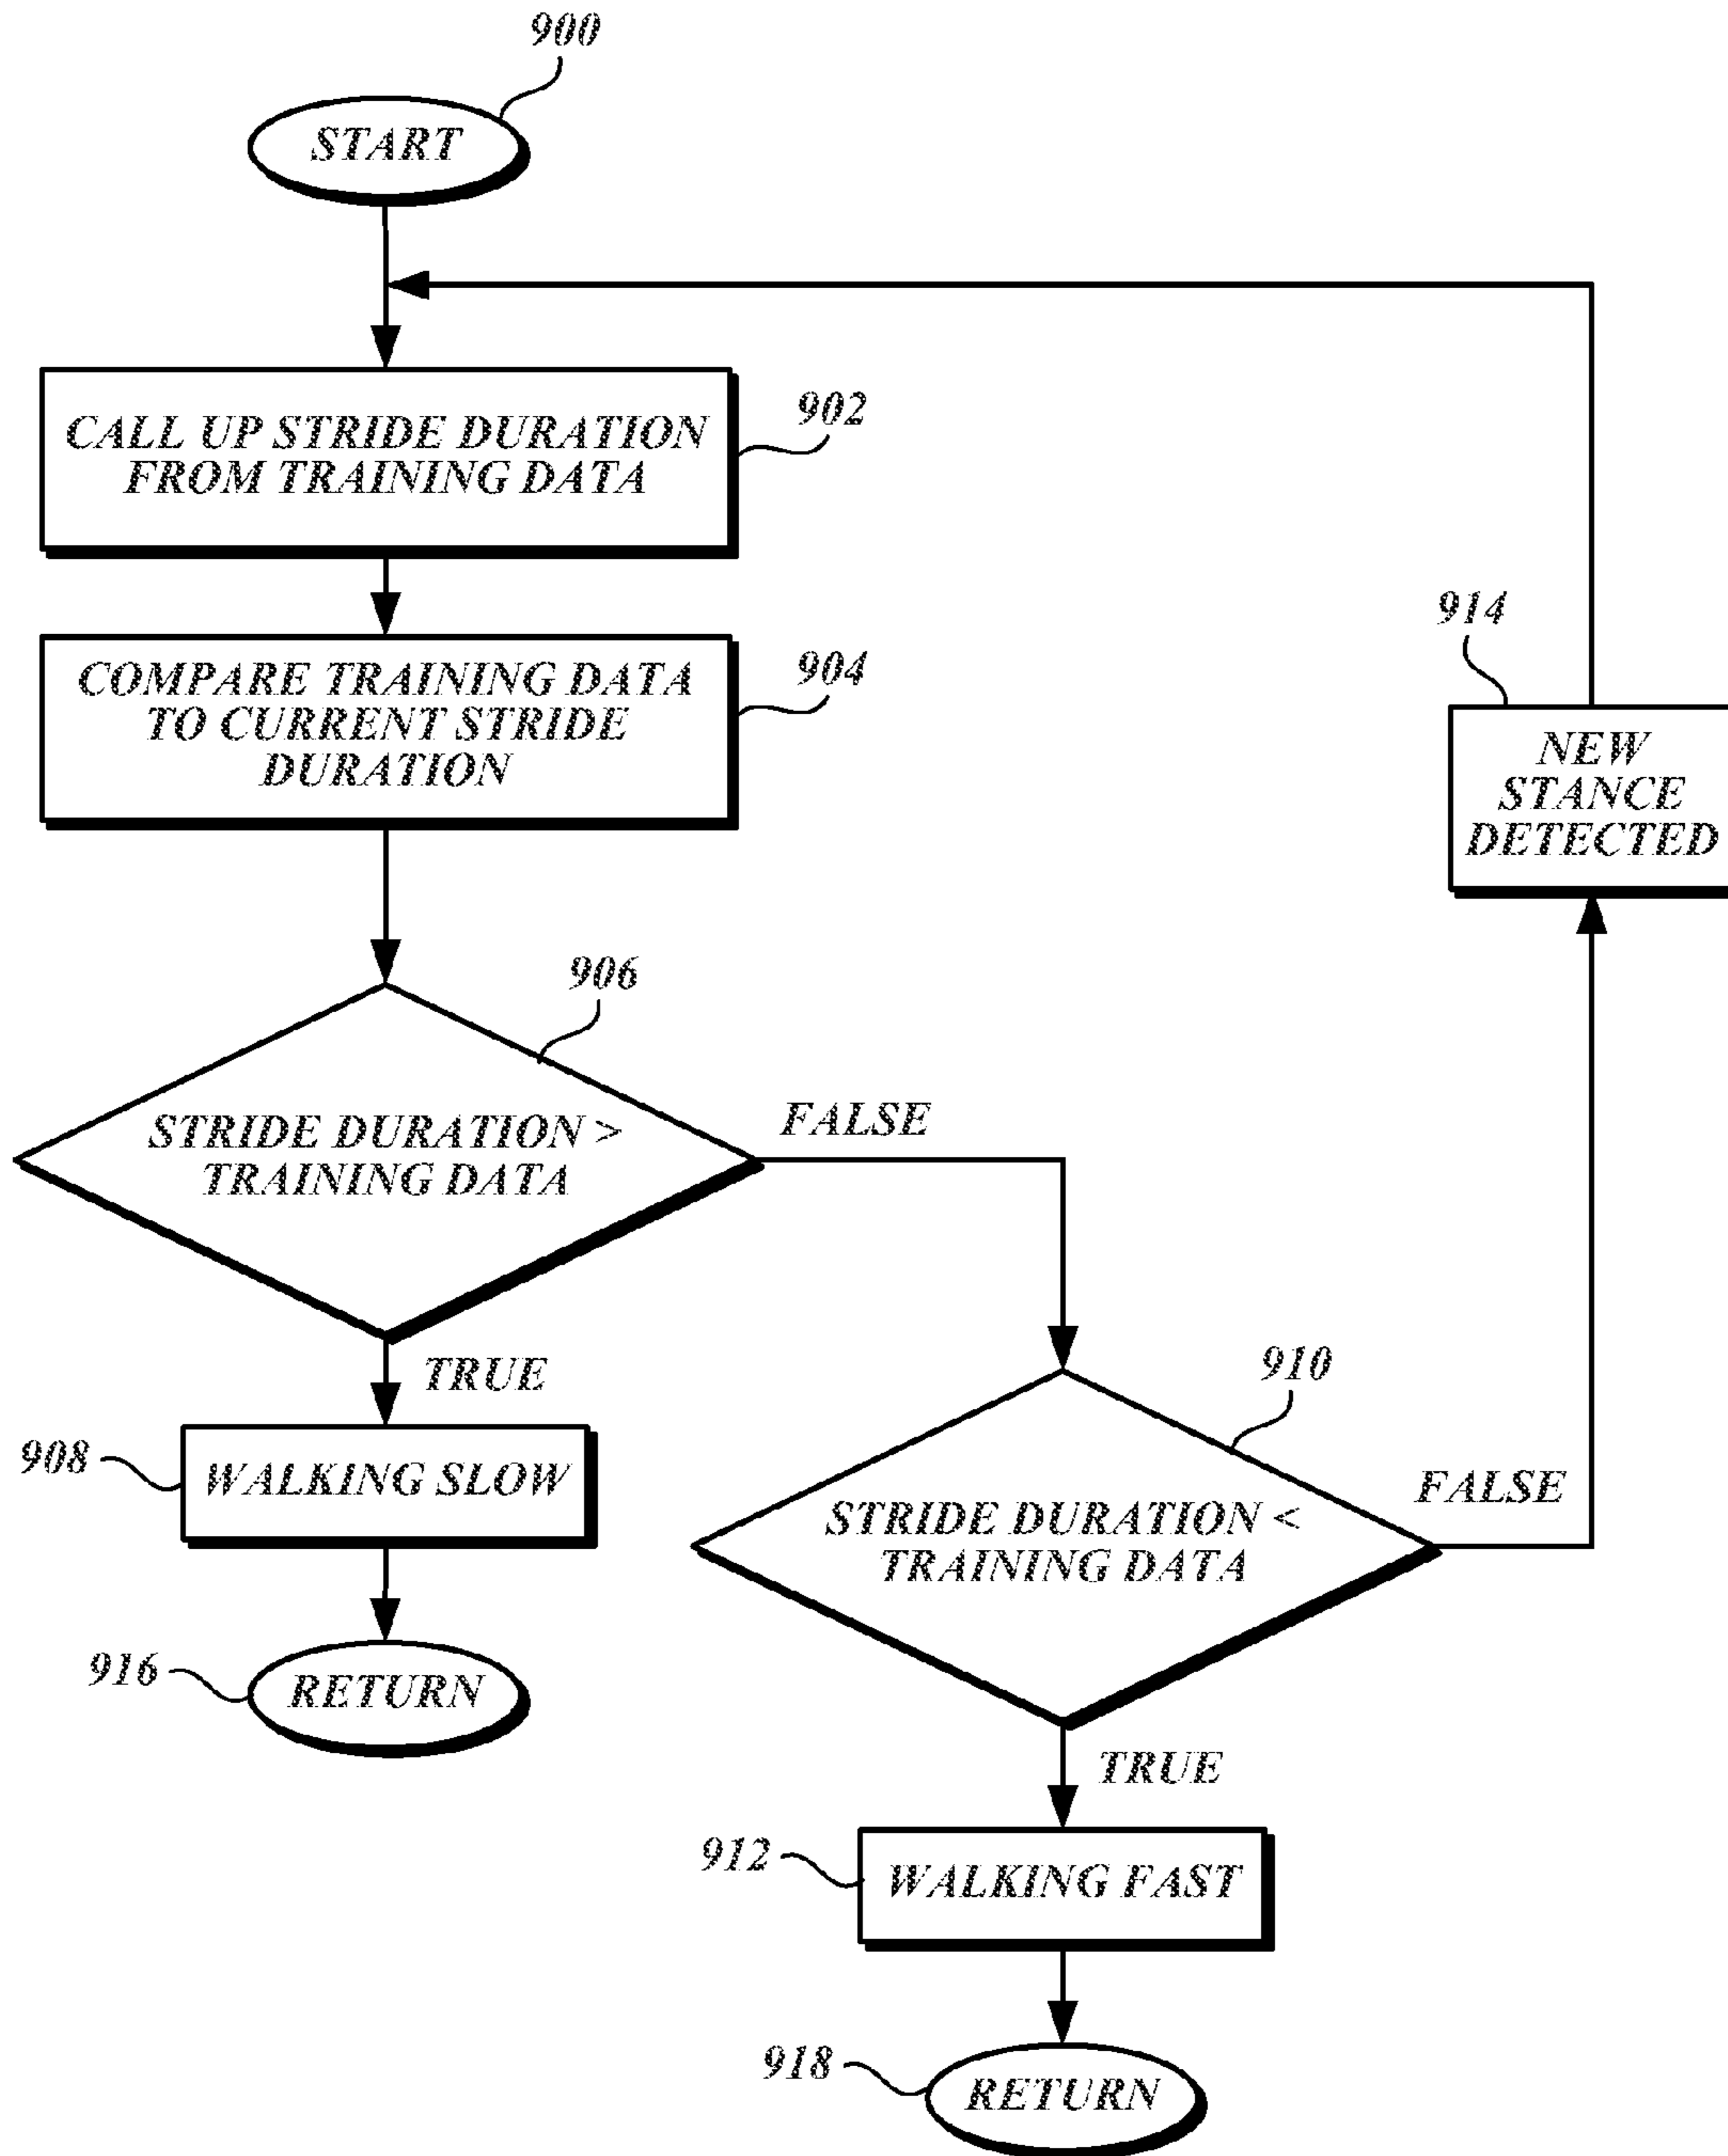 900
START
CALL UP STRIDE DURATION
FROM TRAINING DATA
902
COMPARE TRAINING DATA
TO CURRENT STRIDE
DURATION
904
914
NEW
STANCE
DETECTED
906
STRIDE DURATION >
TRAINING DATA
FALSE
TRUE
908
WALKING SLOW
916
RETURN
910
STRIDE DURATION <
TRAINING DATA
FALSE
TRUE
912
WALKING FAST
918
RETURN